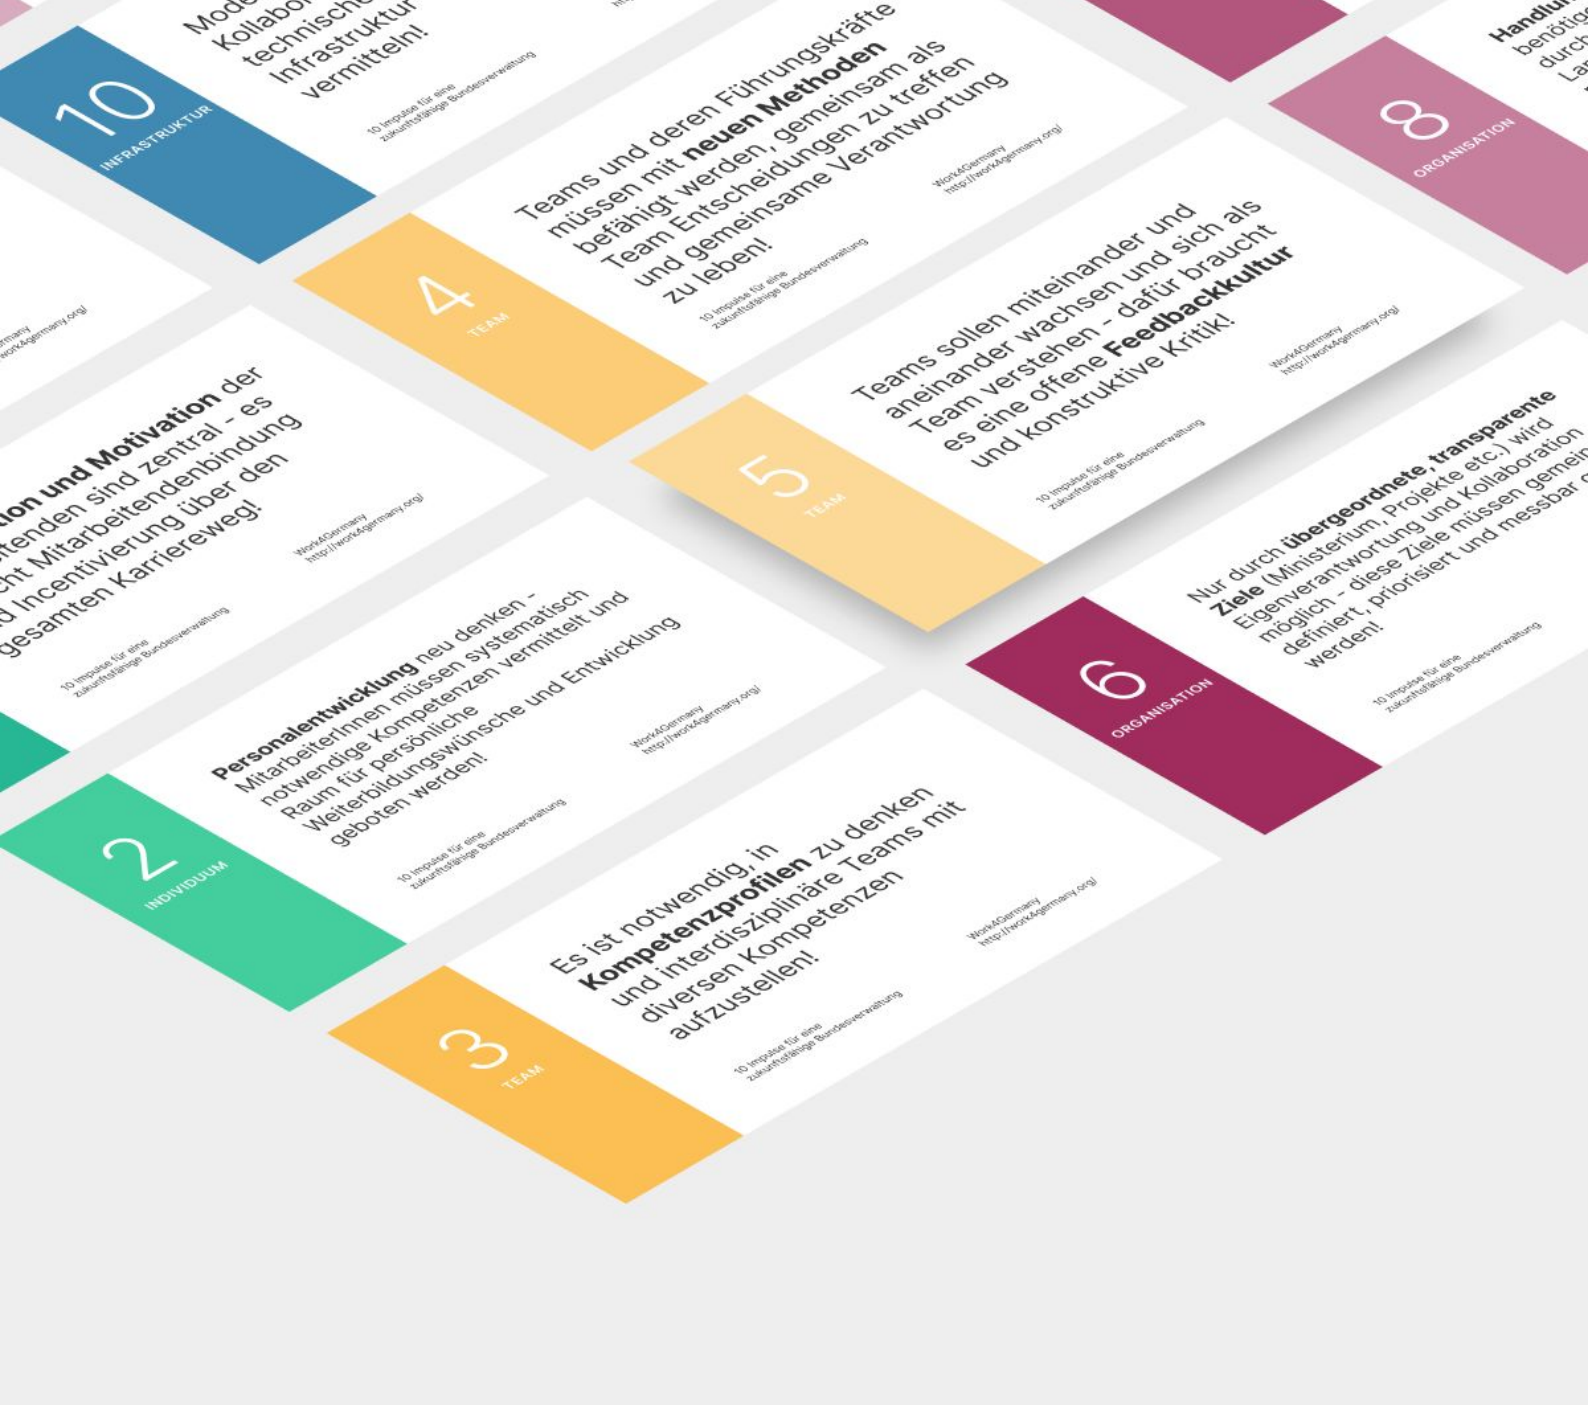 10
INFRASTRUKTUR
technische
Infrastruktur
vermitteln!
10 Impulse für eine
zukunftsfähige Bundesverwaltung
4
TEAM
Teams und deren Führungskräfte
müssen mit neuen Methoden
befähigt werden, gemeinsam als
Team Entscheidungen zu treffen
und gemeinsame Verantwortung
zu leben!
10 Impulse für eine
zukunftsfähige Bundesverwaltung
Work4Germany
http://work4germany.org/
8
ORGANISATION
durch
5
TEAM
Teams sollen miteinander und
aneinander wachsen und sich als
Team verstehen - dafür braucht
es eine offene Feedbackkultur
und konstruktive Kritik!
10 Impulse für eine
zukunftsfähige Bundesverwaltung
Work4Germany
http://work4germany.org/
6
ORGANISATION
Nur durch übergeordnete, transparente
Ziele (Ministerium, Projekte etc.) wird
Eigenverantwortung und Kollaboration
möglich - diese Ziele müssen gemein
definiert, priorisiert und messbar
werden!
10 Impulse für eine
zukunftsfähige Bundesverwaltung
tion und Motivation der
itenden sind zentral - es
cht Mitarbeitendenbindung
d Incentivierung über den
gesamten Karriereweg!
10 Impulse für eine
zukunftsfähige Bundesverwaltung
Work4Germany
http://work4germany.org/
2
INDIVIDUUM
Personalentwicklung neu denken -
MitarbeiterInnen müssen systematisch
notwendige Kompetenzen vermittelt und
Raum für persönliche
Weiterbildungswünsche und Entwicklung
geboten werden!
10 Impulse für eine
zukunftsfähige Bundesverwaltung
Work4Germany
http://work4germany.org/
3
TEAM
Es ist notwendig, in
Kompetenzprofilen zu denken
und interdisziplinäre Teams mit
diversen Kompetenzen
aufzustellen!
10 Impulse für eine
zukunftsfähige Bundesverwaltung
Work4Germany
http://work4germany.org/